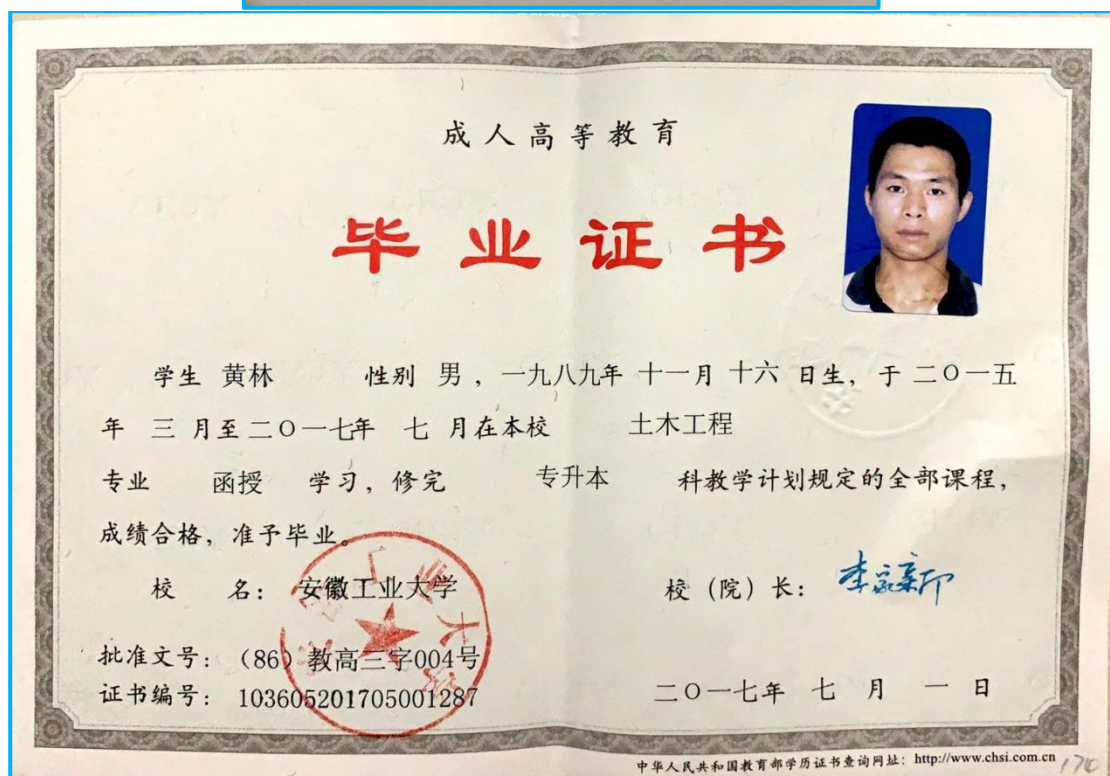 成人高等教育
毕业证书
学生 黄林 性别 男，一九八九年 十一月 十六 日生，于 二〇一五
年 三 月至 二〇一七年 七 月在本校 土木工程
专业 函授 学习，修完 专升本 科教学计划规定的全部课程，
成绩合格，准予毕业。
校 名： 安徽工业大学
校（院）长： 李家新
批准文号：（86）教高三字004号
证书编号： 103605201705001287
二〇一七年 七 月 一 日
中华人民共和国教育部学历证书查询网址：http://www.chsi.com.cn